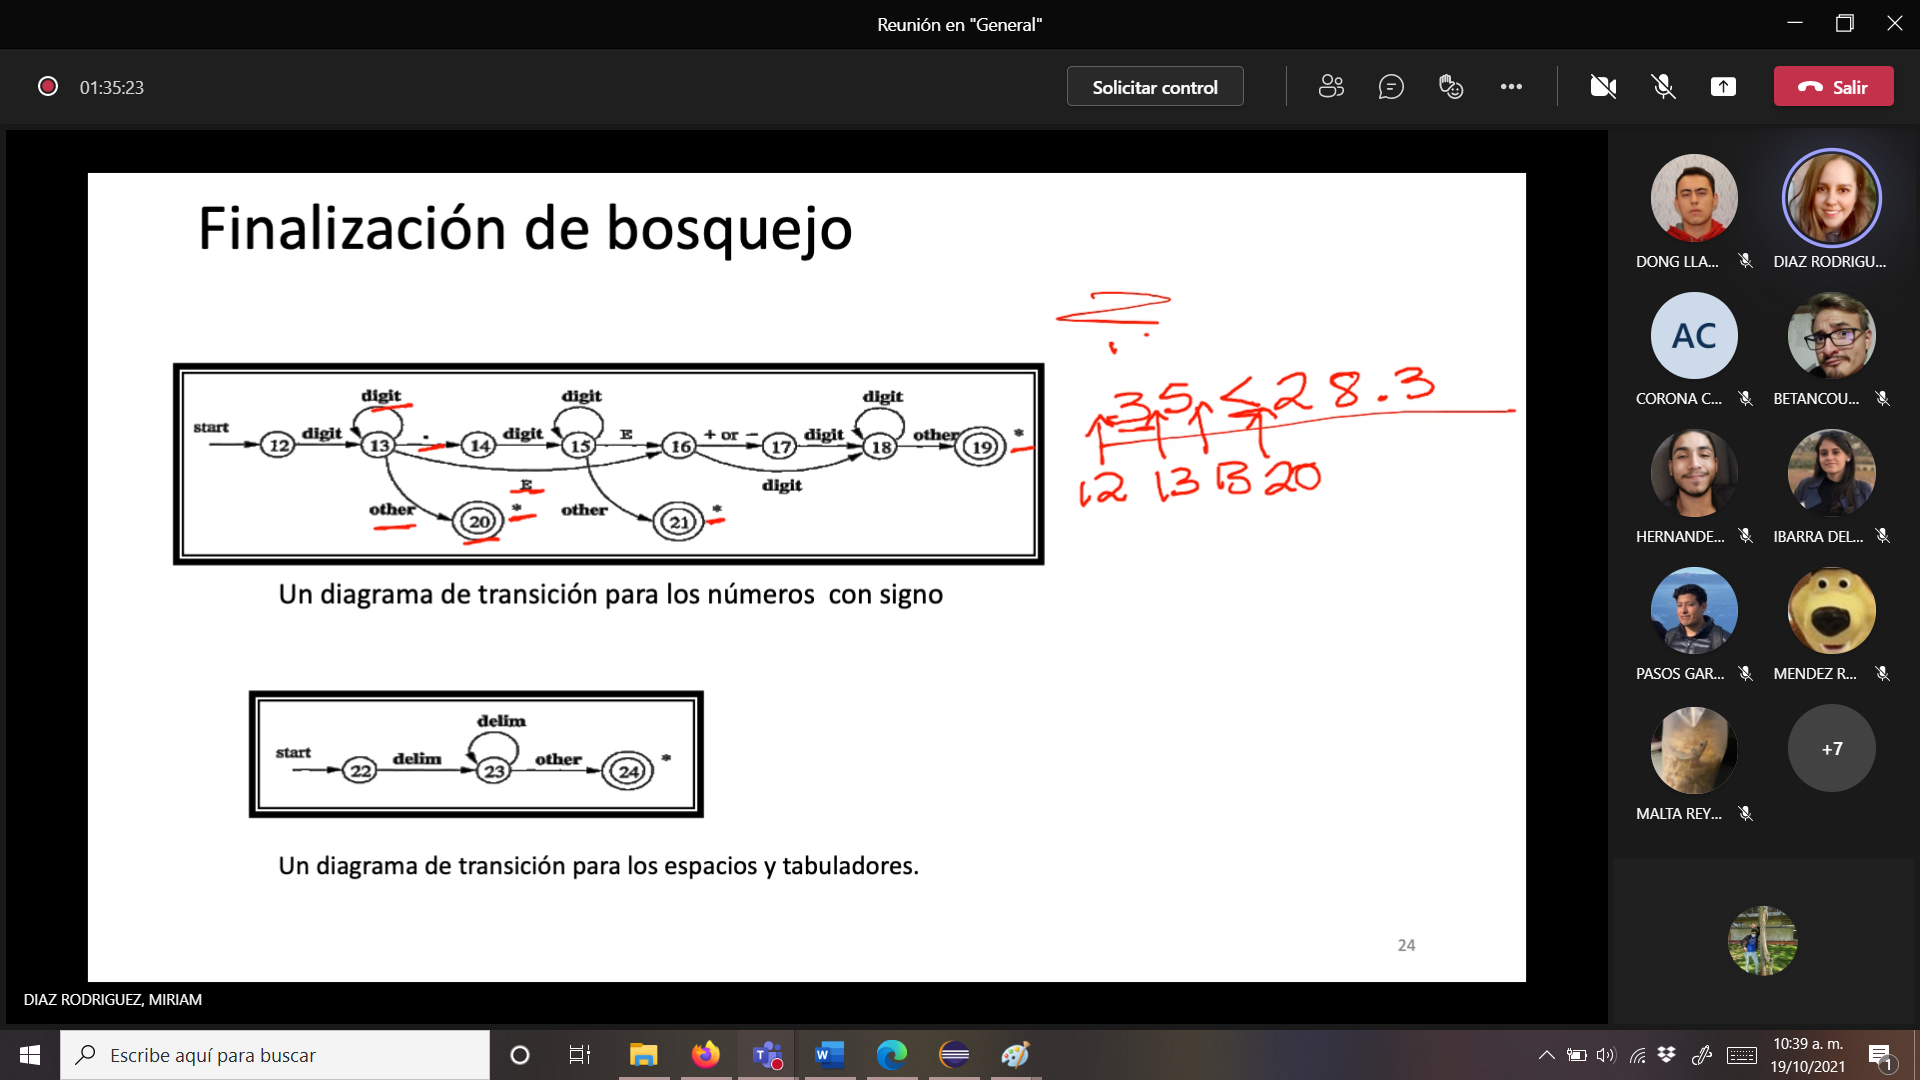 Reunión en "General"
01:35:23
Solicitar control
Salir
Finalización de bosquejo
digit digit digit
start 12 digit 13 . 14 digit 15 E 16 + or - 17 digit 18 other 19 *
E digit
other 20 * other 21 *
35 ≤ 28.3
12 13 13 20
Un diagrama de transición para los números con signo
delim
start 22 delim 23 other 24 *
Un diagrama de transición para los espacios y tabuladores.
24
DIAZ RODRIGUEZ, MIRIAM
DONG LLA...
DIAZ RODRIGU...
AC
CORONA C...
BETANCOU...
HERNANDE...
IBARRA DEL...
PASOS GAR...
MENDEZ R...
MALTA REY...
+7
Escribe aquí para buscar
10:39 a. m.
19/10/2021
1